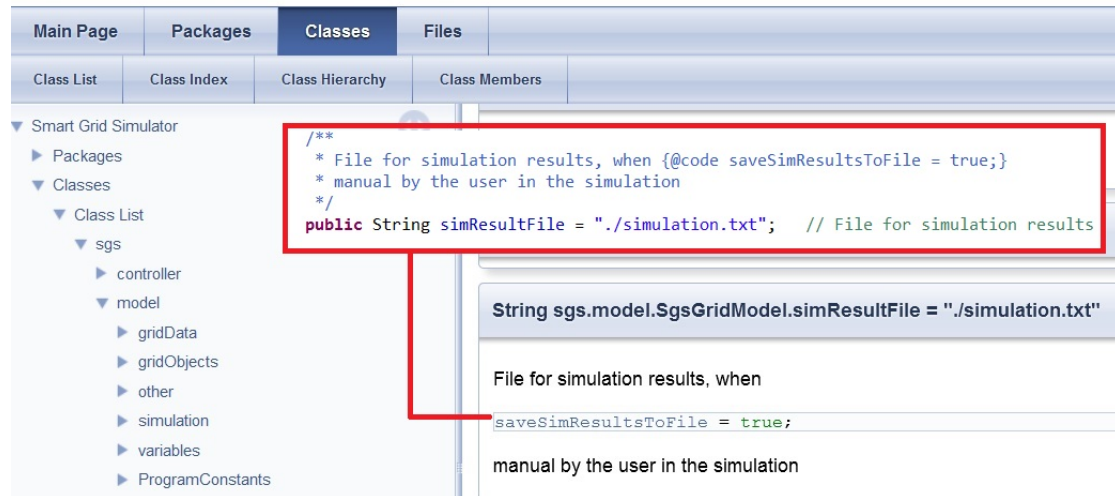 Main Page Packages Classes Files
Class List Class Index Class Hierarchy Class Members
Smart Grid Simulator
Packages
Classes
Class List
sgs
controller
model
gridData
gridObjects
other
simulation
variables
ProgramConstants
/**
* File for simulation results, when {@code saveSimResultsToFile = true;}
* manual by the user in the simulation
*/
public String simResultFile = "./simulation.txt"; // File for simulation results
String sgs.model.SgsGridModel.simResultFile = "./simulation.txt"
File for simulation results, when
saveSimResultsToFile = true;
manual by the user in the simulation